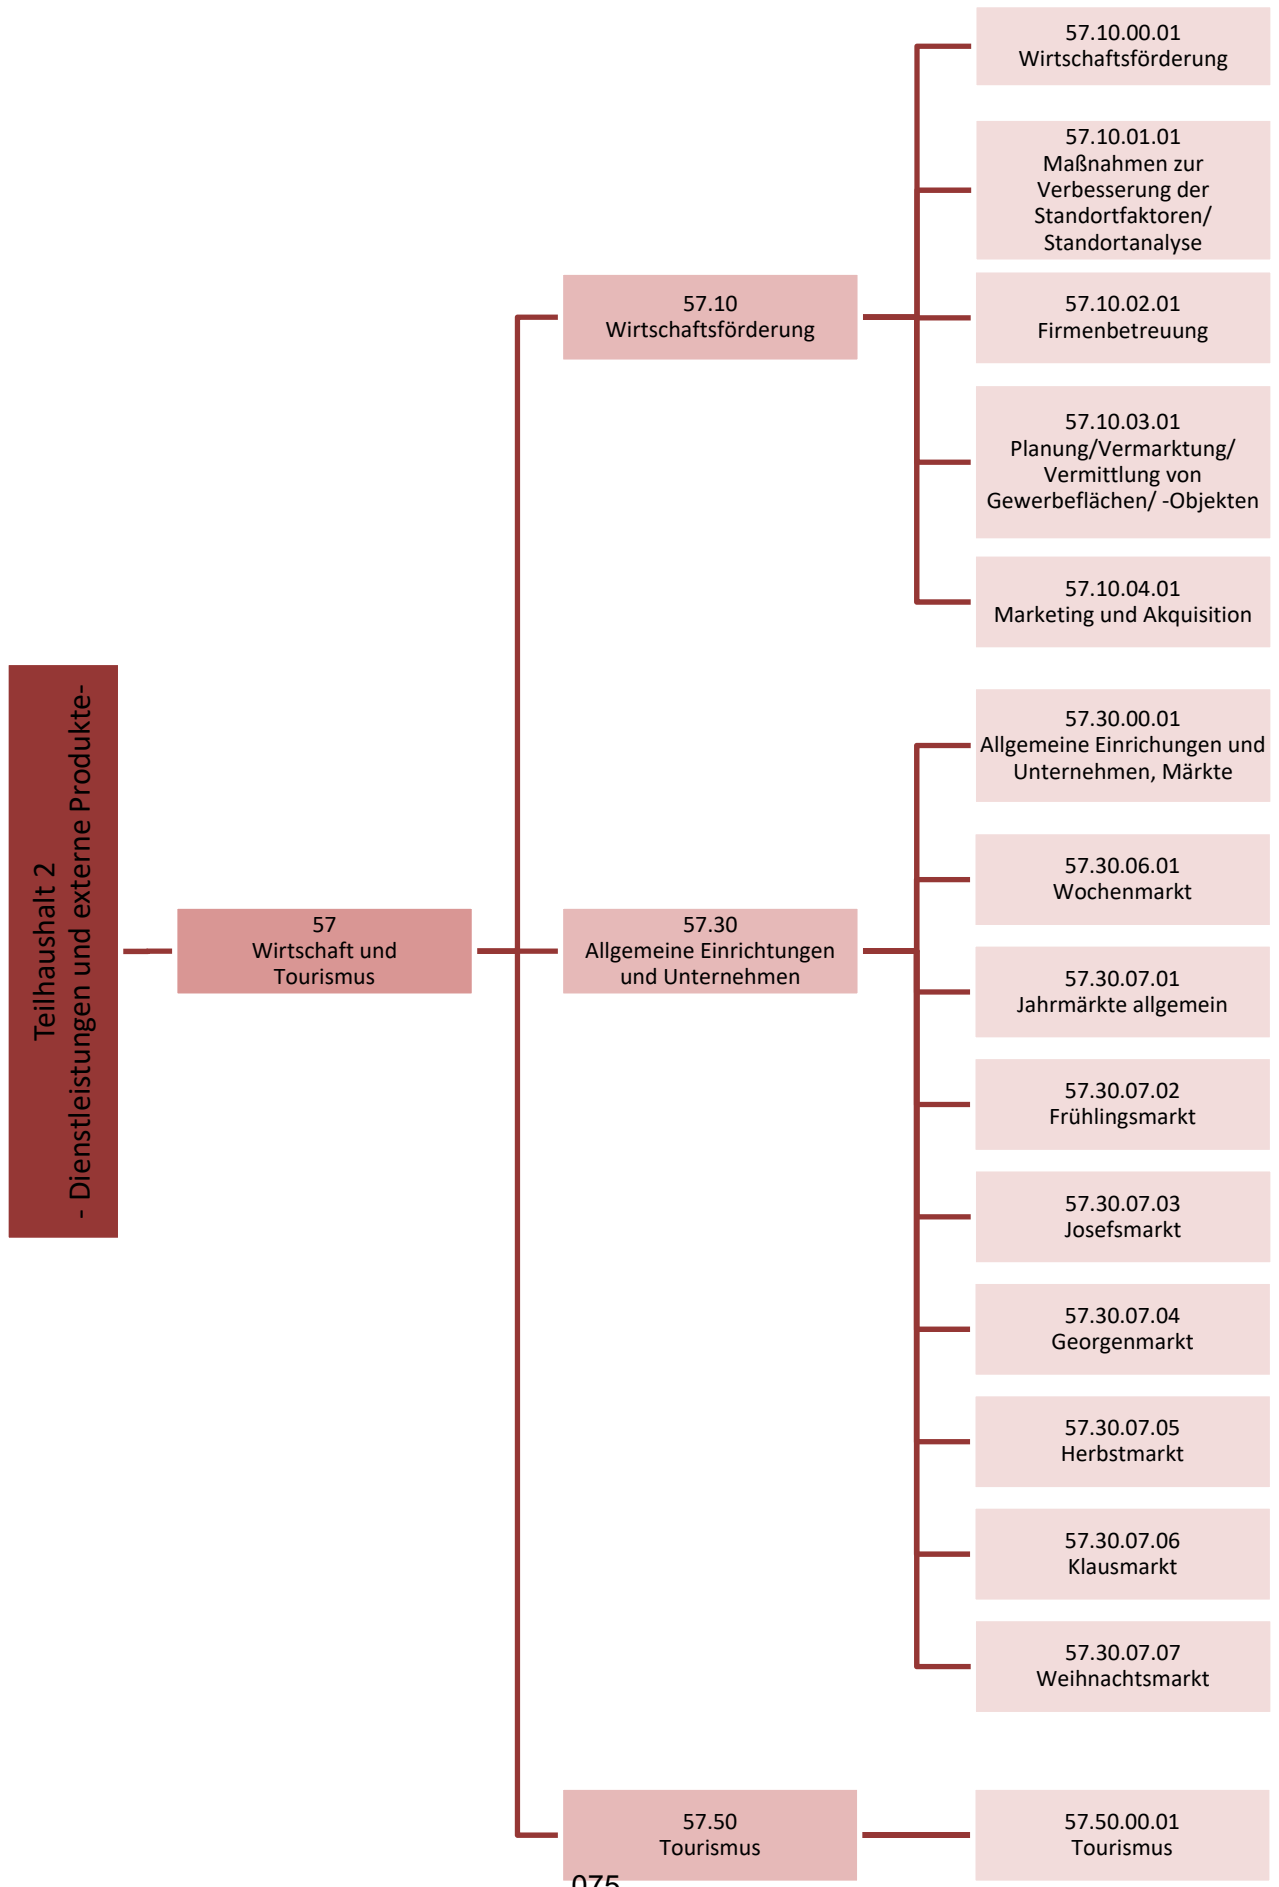 Teilhaushalt 2
- Dienstleistungen und externe Produkte-
57
Wirtschaft und
Tourismus
57.10
Wirtschaftsförderung
57.10.00.01
Wirtschaftsförderung
57.10.01.01
Maßnahmen zur
Verbesserung der
Standortfaktoren/
Standortanalyse
57.10.02.01
Firmenbetreuung
57.10.03.01
Planung/Vermarktung/
Vermittlung von
Gewerbeflächen/ -Objekten
57.10.04.01
Marketing und Akquisition
57.30
Allgemeine Einrichtungen
und Unternehmen
57.30.00.01
Allgemeine Einrichungen und
Unternehmen, Märkte
57.30.06.01
Wochenmarkt
57.30.07.01
Jahrmärkte allgemein
57.30.07.02
Frühlingsmarkt
57.30.07.03
Josefsmarkt
57.30.07.04
Georgenmarkt
57.30.07.05
Herbstmarkt
57.30.07.06
Klausmarkt
57.30.07.07
Weihnachtsmarkt
57.50
Tourismus
57.50.00.01
Tourismus
075